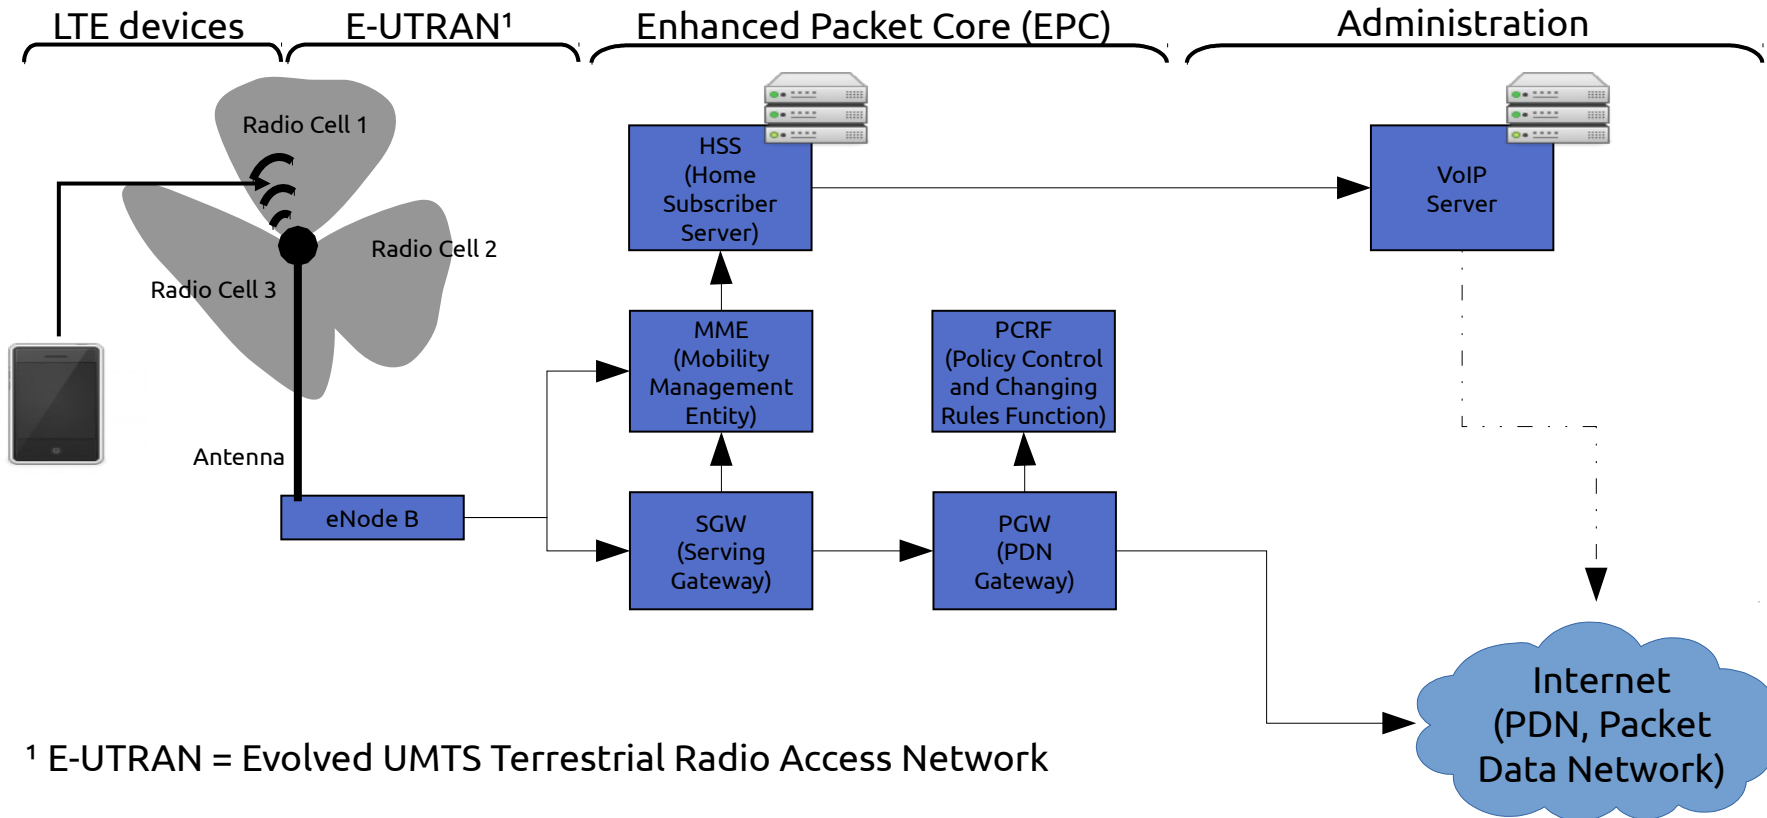 LTE devices
E-UTRAN¹
Enhanced Packet Core (EPC)
Administration
Radio Cell 1
Radio Cell 2
Radio Cell 3
Antenna
eNode B
HSS
(Home
Subscriber
Server)
VoIP
Server
MME
(Mobility
Management
Entity)
PCRF
(Policy Control
and Changing
Rules Function)
SGW
(Serving
Gateway)
PGW
(PDN
Gateway)
Internet
(PDN, Packet
Data Network)
¹ E-UTRAN = Evolved UMTS Terrestrial Radio Access Network